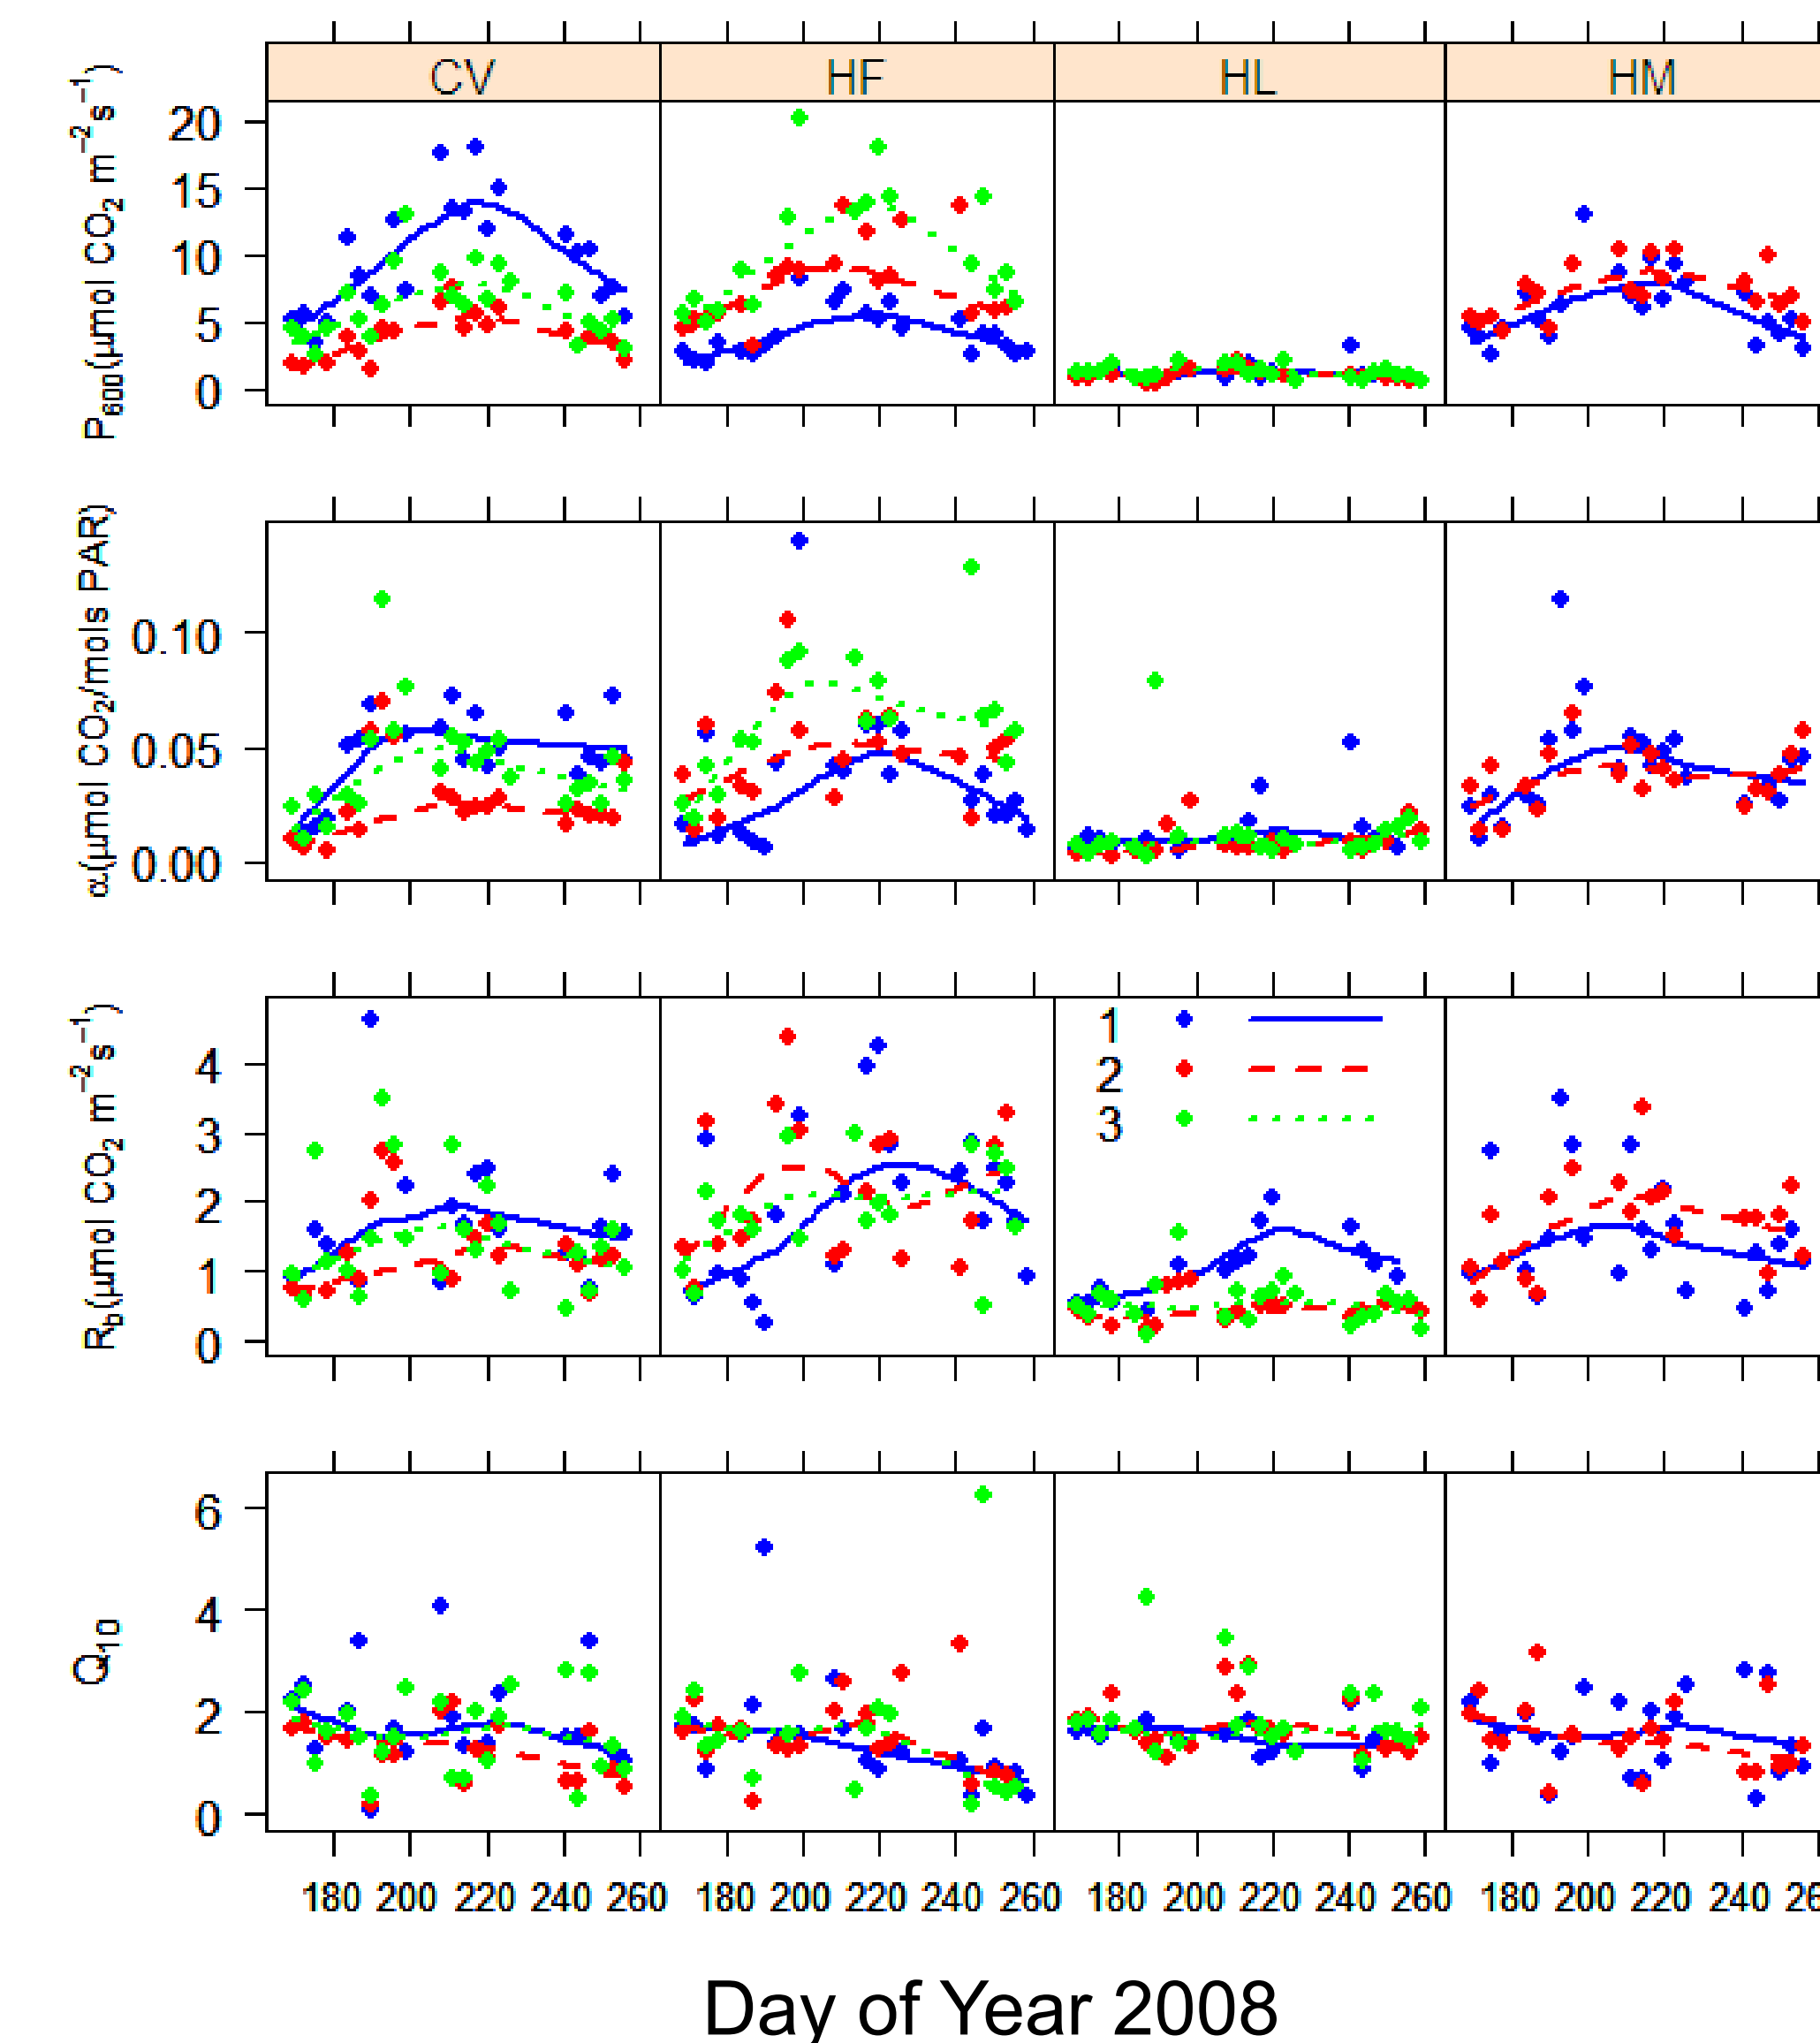 CV HF HL HM
P600(μmol CO2 m−2s−1)
20
15
10
5
0
α(μmol CO2/mols PAR)
0.10
0.05
0.00
Rb(μmol CO2 m−2s−1)
4
3
2
1
0
1
2
3
Q10
6
4
2
0
180 200 220 240 260 180 200 220 240 260 180 200 220 240 260 180 200 220 240 26
Day of Year 2008